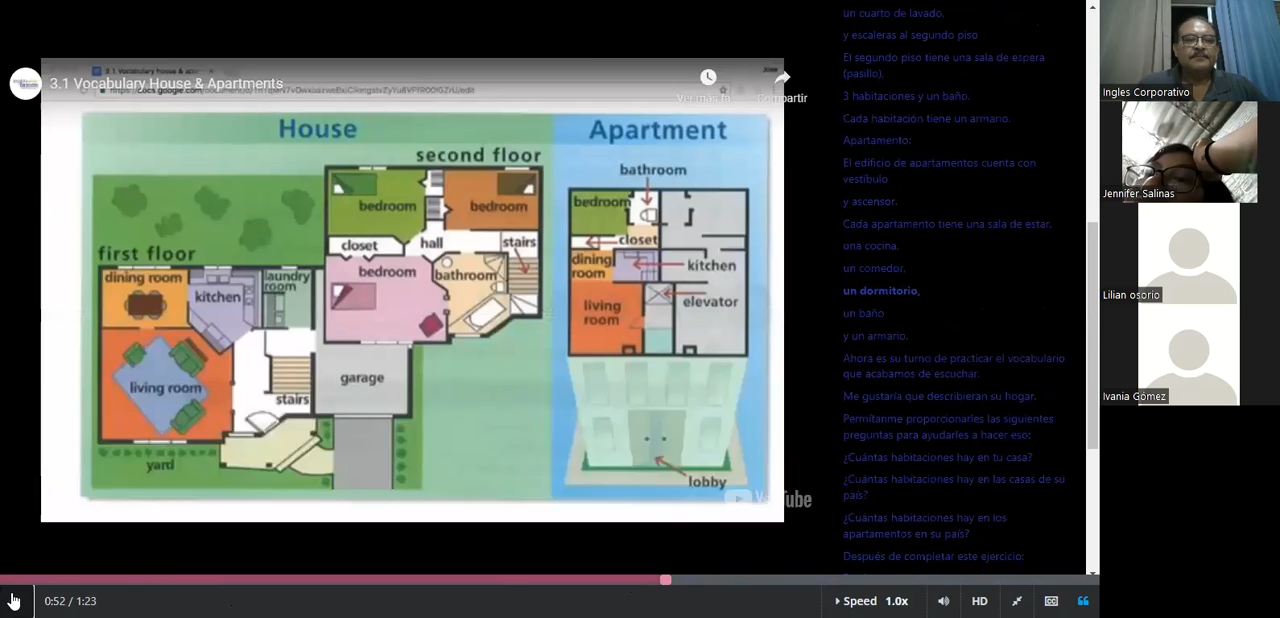 3.1 Vocabulary House & Apartments
Ver más ta
Compartir
House
Apartment
second floor
bathroom
bedroom
bedroom
bedroom
closet
hall
stairs
closet
first floor
bedroom
bathroom
dining
room
kitchen
dining room
kitchen
laundry
room
living
room
elevator
living room
garage
stairs
yard
lobby
YouTube
un cuarto de lavado.
y escaleras al segundo piso
El segundo piso tiene una sala de espera
(pasillo).
3 habitaciones y un baño.
Cada habitación tiene un armario.
Apartamento:
El edificio de apartamentos cuenta con
vestíbulo
y ascensor.
Cada apartamento tiene una sala de estar,
una cocina,
un comedor,
un dormitorio,
un baño
y un armario.
Ahora es su turno de practicar el vocabulario
que acabamos de escuchar.
Me gustaría que describieran su hogar.
Permítanme proporcionarles las siguientes
preguntas para ayudarles a hacer eso:
¿Cuántas habitaciones hay en tu casa?
¿Cuántas habitaciones hay en las casas de su
país?
¿Cuántas habitaciones hay en los
apartamentos en su país?
Después de completar este ejercicio:
Ingles Corporativo
Jennifer Salinas
Lilian osorio
Ivania Gómez
0:52 / 1:23
Speed 1.0x
HD
CC